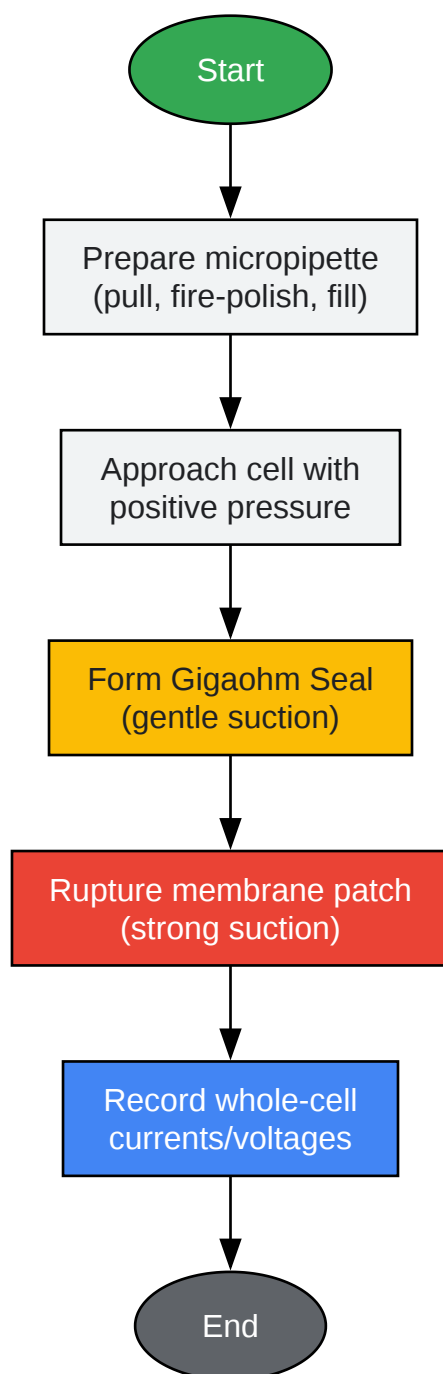 Start
Prepare micropipette
(pull, fire-polish, fill)
Approach cell with
positive pressure
Form Gigaohm Seal
(gentle suction)
Rupture membrane patch
(strong suction)
Record whole-cell
currents/voltages
End